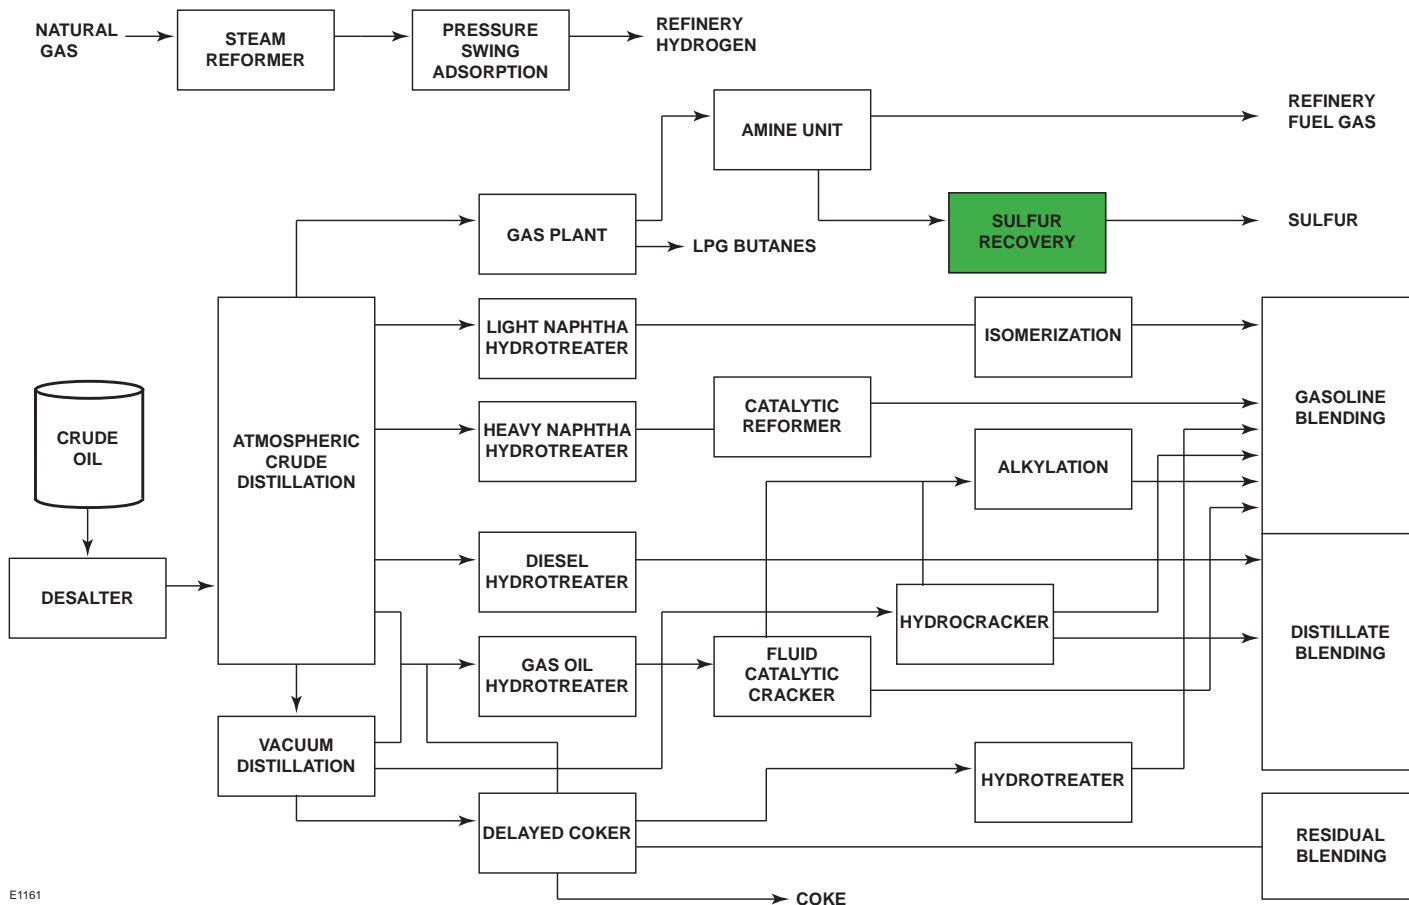 NATURAL
GAS
STEAM
REFORMER
PRESSURE
SWING
ADSORPTION
REFINERY
HYDROGEN
AMINE UNIT
REFINERY
FUEL GAS
GAS PLANT
LPG BUTANES
SULFUR
RECOVERY
SULFUR
LIGHT NAPHTHA
HYDROTREATER
ISOMERIZATION
GASOLINE
BLENDING
CRUDE
OIL
ATMOSPHERIC
CRUDE
DISTILLATION
HEAVY NAPHTHA
HYDROTREATER
CATALYTIC
REFORMER
ALKYLATION
DESALTER
DIESEL
HYDROTREATER
HYDROCRACKER
DISTILLATE
BLENDING
GAS OIL
HYDROTREATER
FLUID
CATALYTIC
CRACKER
VACUUM
DISTILLATION
HYDROTREATER
DELAYED COKER
RESIDUAL
BLENDING
COKE
E1161